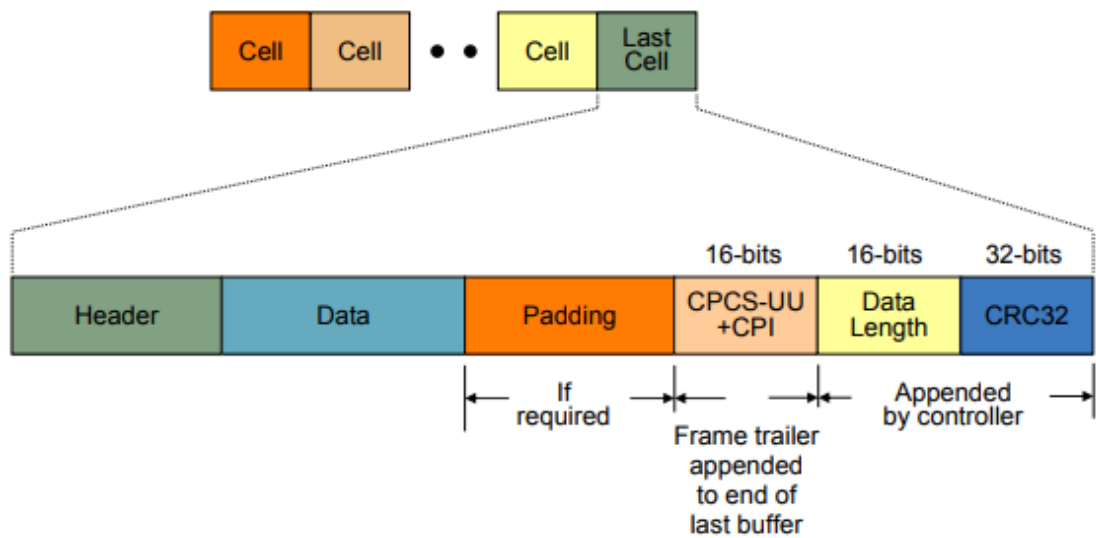 Cell
Cell
Cell
Last
Cell
16-bits
16-bits
32-bits
Header
Data
Padding
CPCS-UU
+CPI
Data
Length
CRC32
If
required
Appended
by controller
Frame trailer
appended
to end of
last buffer